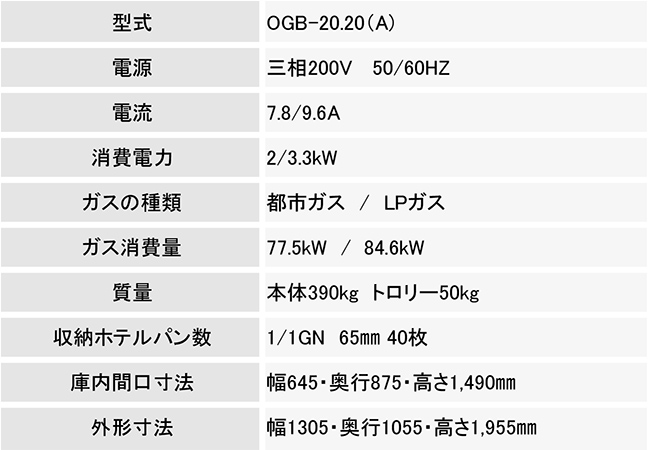 型式 OGB-20.20(A)
電源 三相200V 50/60HZ
電流 7.8/9.6A
消費電力 2/3.3kW
ガスの種類 都市ガス / LPガス
ガス消費量 77.5kW / 84.6kW
質量 本体390kg トロリー50kg
収納ホテルパン数 1/1GN 65㎜ 40枚
庫内間口寸法 幅645・奥行875・高さ1,490㎜
外形寸法 幅1305・奥行1055・高さ1,955㎜